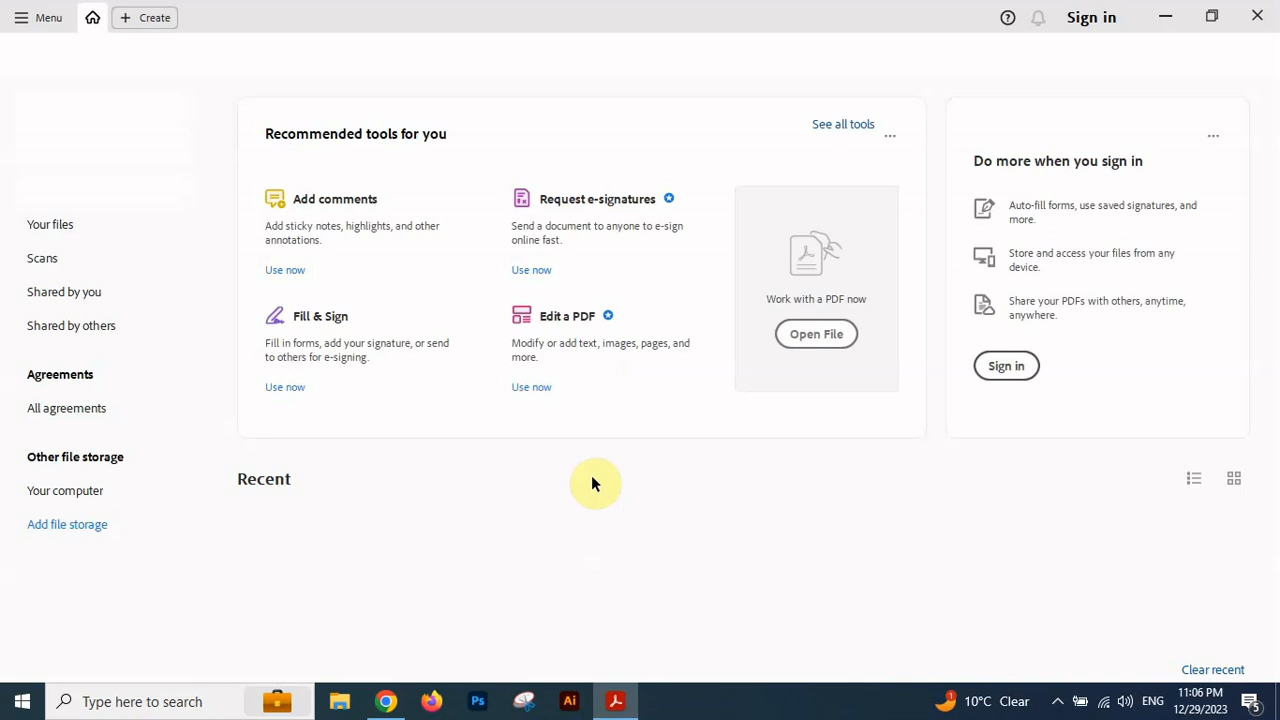 Menu
Create
Sign in
Recommended tools for you
See all tools
Add comments
Add sticky notes, highlights, and other
annotations.
Use now
Request e-signatures
Send a document to anyone to e-sign
online fast.
Use now
Fill & Sign
Fill in forms, add your signature, or send
to others for e-signing.
Use now
Edit a PDF
Modify or add text, images, pages, and
more.
Use now
Work with a PDF now
Open File
Do more when you sign in
Auto-fill forms, use saved signatures, and
more.
Store and access your files from any
device.
Share your PDFs with others, anytime,
anywhere.
Sign in
Your files
Scans
Shared by you
Shared by others
Agreements
All agreements
Other file storage
Your computer
Add file storage
Recent
Clear recent
Type here to search
Ps
Ai
1
10°C Clear
ENG
11:06 PM
12/29/2023
5